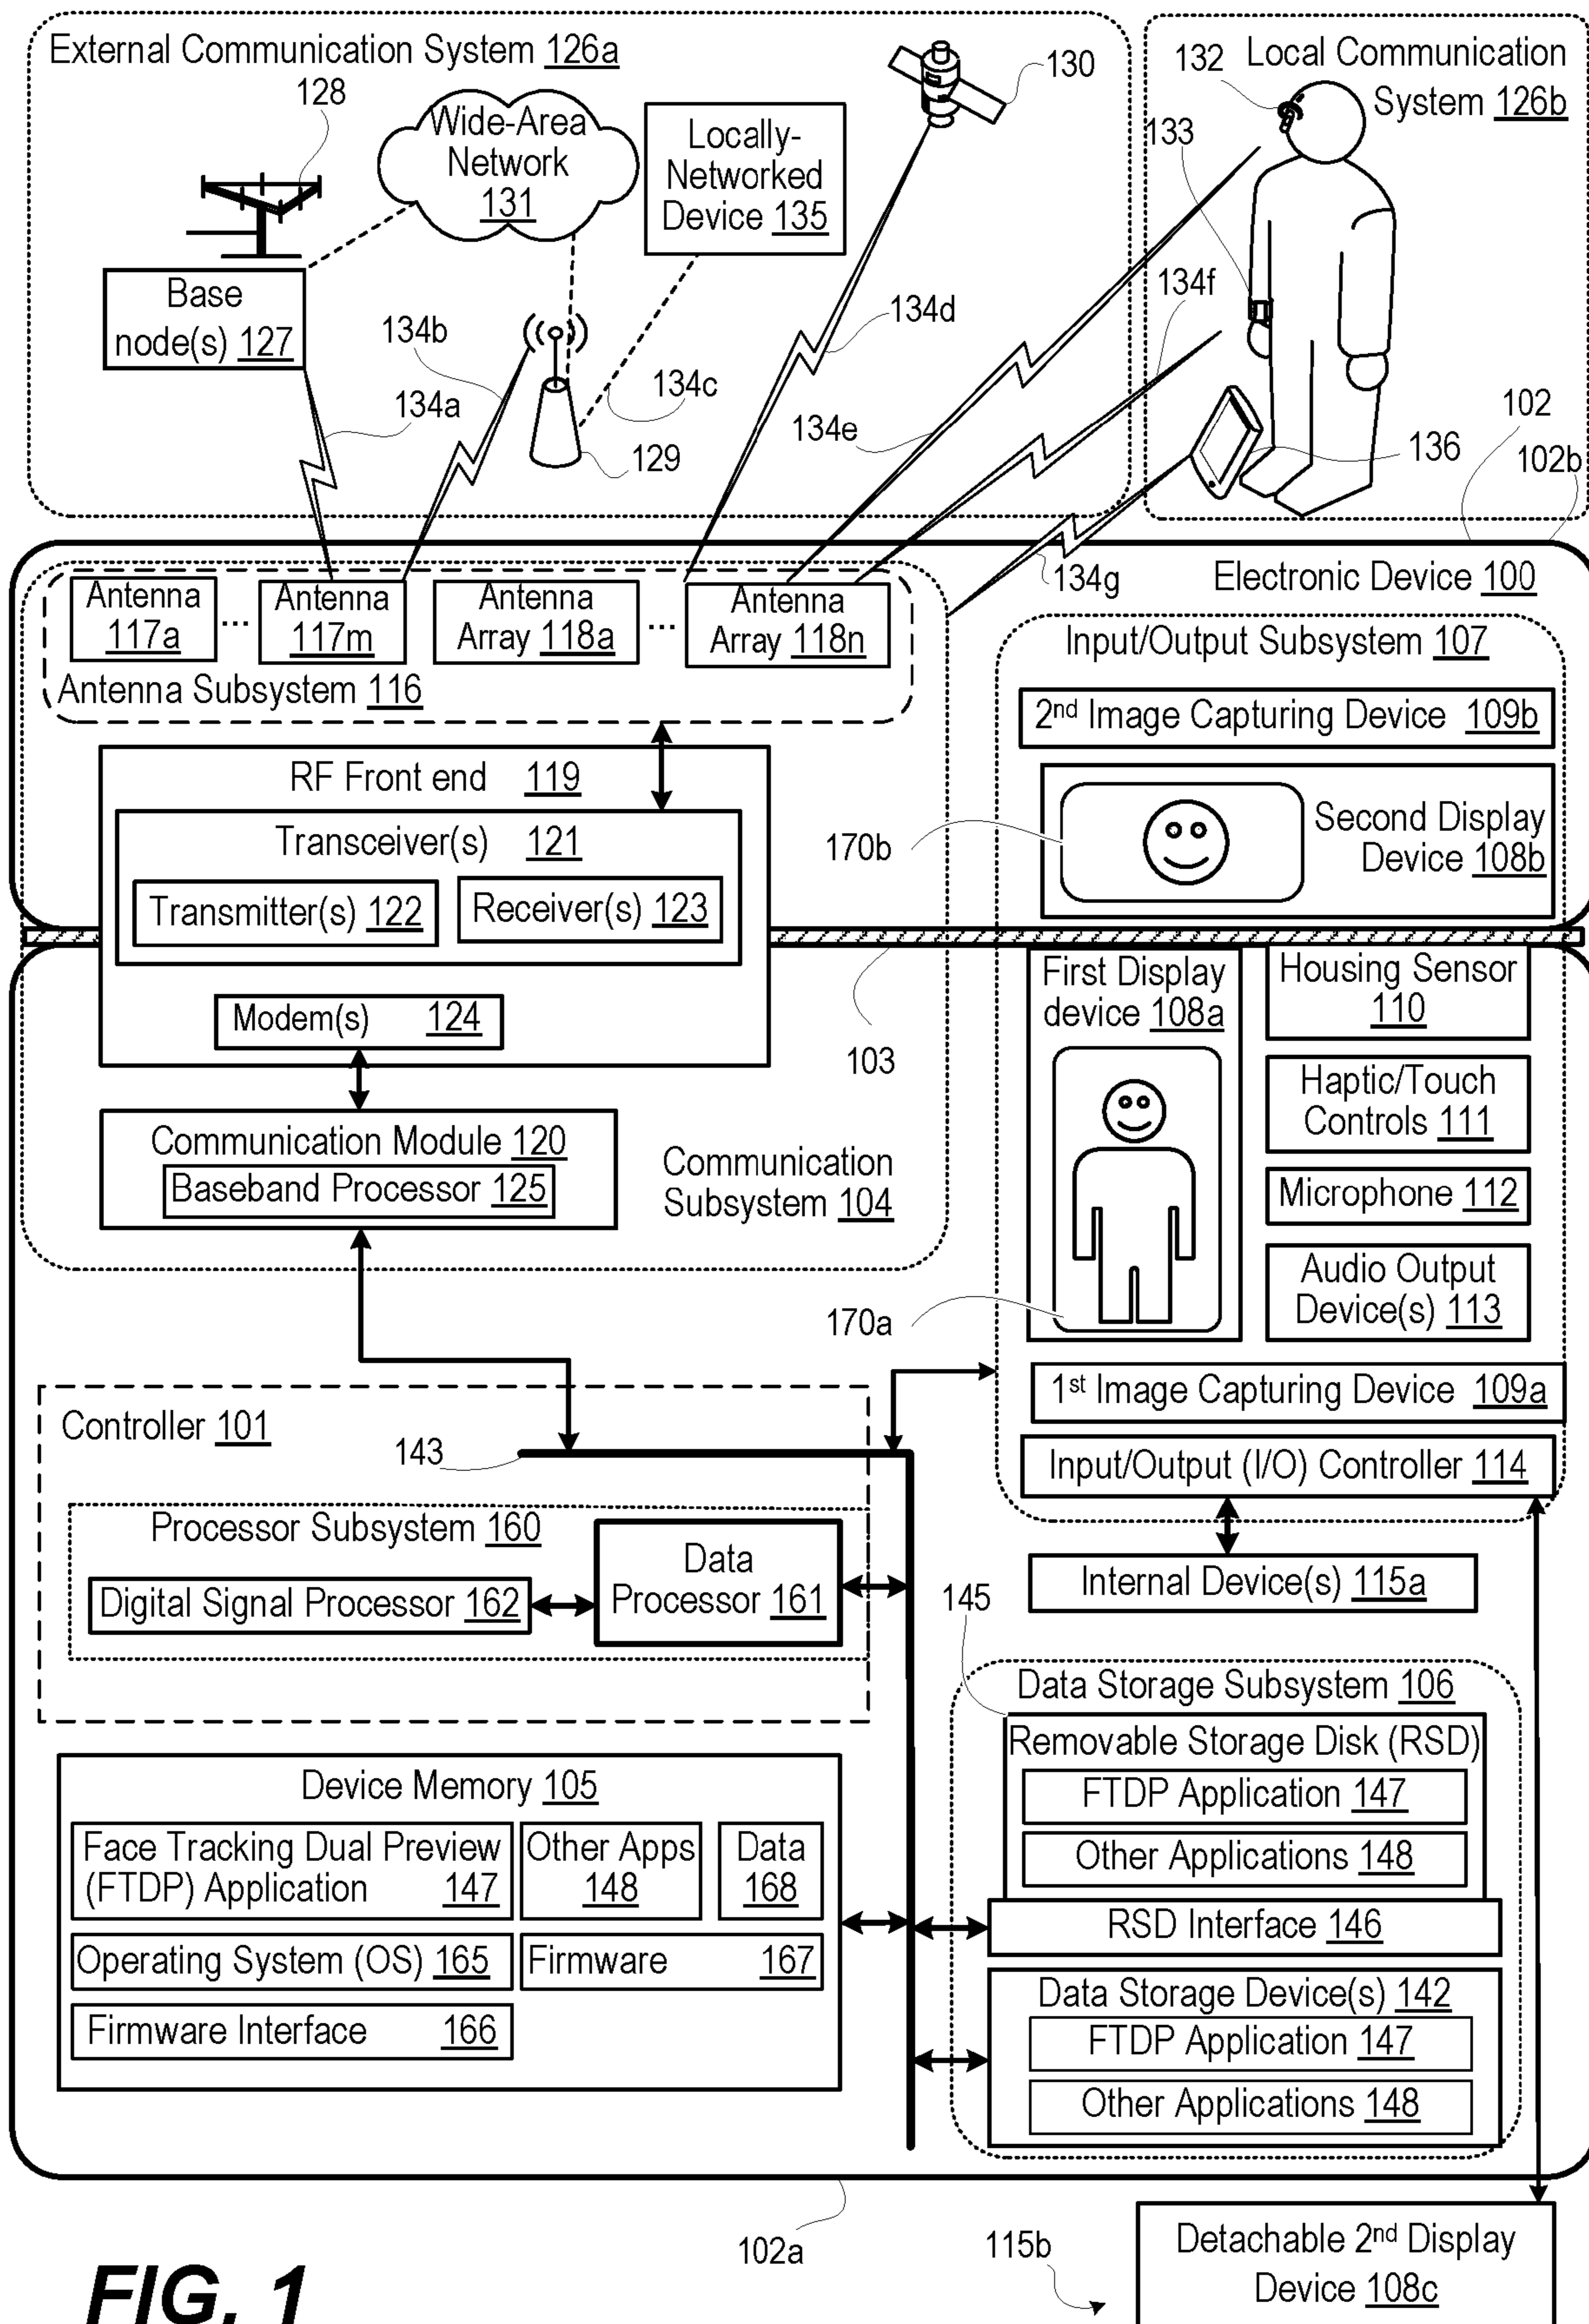 External Communication System 126a
128
Wide-Area
Network
131
Locally-
Networked
Device 135
130
Base
node(s) 127
134b
134a
134c
129
134d
134e
132
Local Communication
System 126b
133
134f
136
102
102b
134g
Electronic Device 100
Antenna
117a
...
Antenna
117m
Antenna
Array 118a
...
Antenna
Array 118n
Antenna Subsystem 116
RF Front end 119
Transceiver(s) 121
Transmitter(s) 122
Receiver(s) 123
Modem(s) 124
103
Communication Module 120
Baseband Processor 125
Communication
Subsystem 104
Input/Output Subsystem 107
2nd Image Capturing Device 109b
170b
Second Display
Device 108b
First Display
device 108a
170a
Housing Sensor
110
Haptic/Touch
Controls 111
Microphone 112
Audio Output
Device(s) 113
1st Image Capturing Device 109a
Input/Output (I/O) Controller 114
Internal Device(s) 115a
Controller 101
143
Processor Subsystem 160
Digital Signal Processor 162
Data
Processor 161
145
Data Storage Subsystem 106
Removable Storage Disk (RSD)
FTDP Application 147
Other Applications 148
RSD Interface 146
Data Storage Device(s) 142
FTDP Application 147
Other Applications 148
Device Memory 105
Face Tracking Dual Preview
(FTDP) Application 147
Other Apps
148
Data
168
Operating System (OS) 165
Firmware 167
Firmware Interface 166
102a
115b
Detachable 2nd Display
Device 108c
FIG. 1